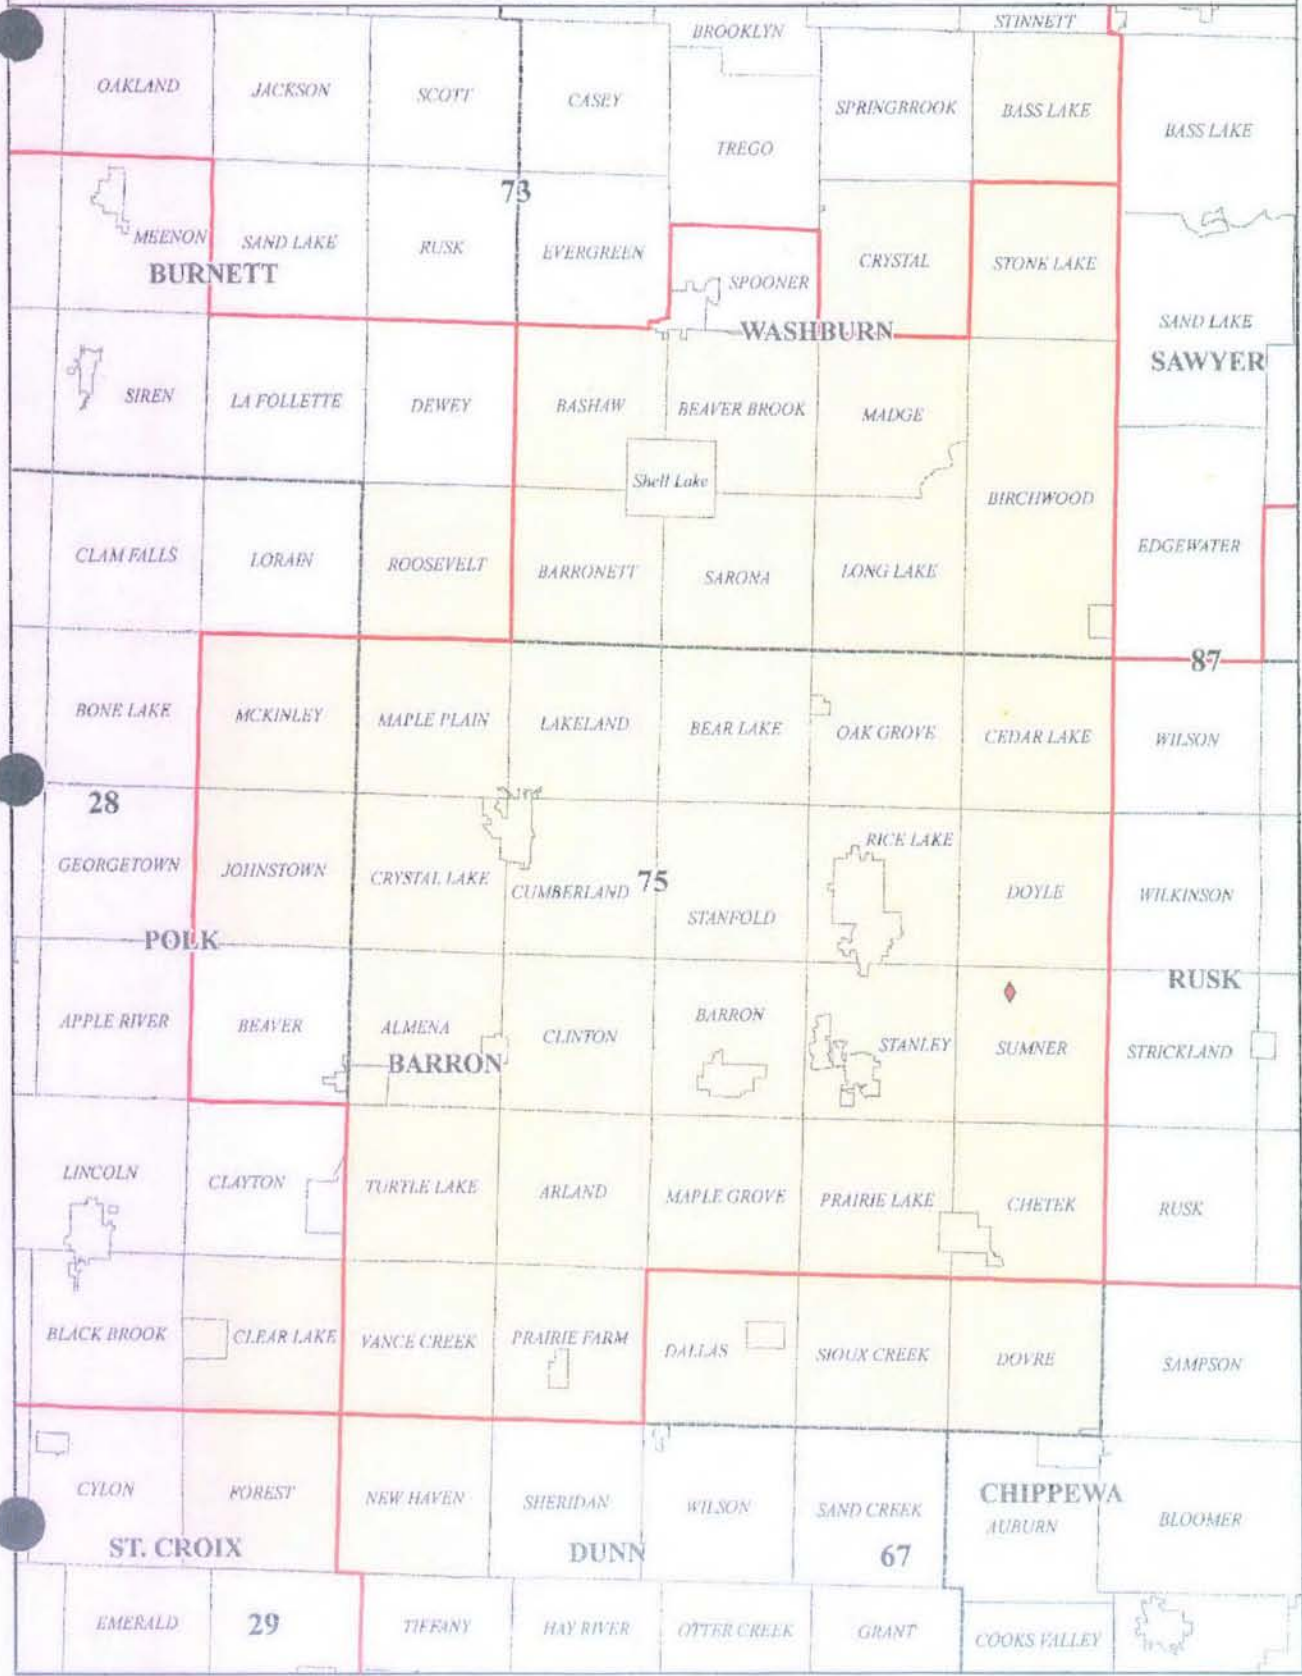 STINNETT
BROOKLYN
OAKLAND
JACKSON
SCOTT
CASEY
SPRINGBROOK
BASS LAKE
BASS LAKE
TREGO
73
MEENON
SAND LAKE
RUSK
EVERGREEN
CRYSTAL
STONE LAKE
BURNETT
SPOONER
SAND LAKE
WASHBURN
SAWYER
SIREN
LA FOLLETTE
DEWEY
BASHAW
BEAVER BROOK
MADGE
Shell Lake
BIRCHWOOD
CLAM FALLS
LORAIN
ROOSEVELT
BARRONETT
SARONA
LONG LAKE
EDGEWATER
87
BONE LAKE
MCKINLEY
MAPLE PLAIN
LAKELAND
BEAR LAKE
OAK GROVE
CEDAR LAKE
WILSON
28
RICE LAKE
GEORGETOWN
JOHNSTOWN
CRYSTAL LAKE
CUMBERLAND
75
STANFOLD
DOYLE
WILKINSON
POLK
RUSK
APPLE RIVER
BEAVER
ALMENA
CLINTON
BARRON
STANLEY
SUMNER
STRICKLAND
BARRON
LINCOLN
CLAYTON
TURTLE LAKE
ARLAND
MAPLE GROVE
PRAIRIE LAKE
CHETEK
RUSK
BLACK BROOK
CLEAR LAKE
VANCE CREEK
PRAIRIE FARM
DALLAS
SIOUX CREEK
DOVRE
SAMPSON
CYLON
FOREST
NEW HAVEN
SHERIDAN
WILSON
SAND CREEK
CHIPPEWA
AUBURN
BLOOMER
ST. CROIX
DUNN
67
EMERALD
29
TIFFANY
HAY RIVER
OTTER CREEK
GRANT
COOKS VALLEY